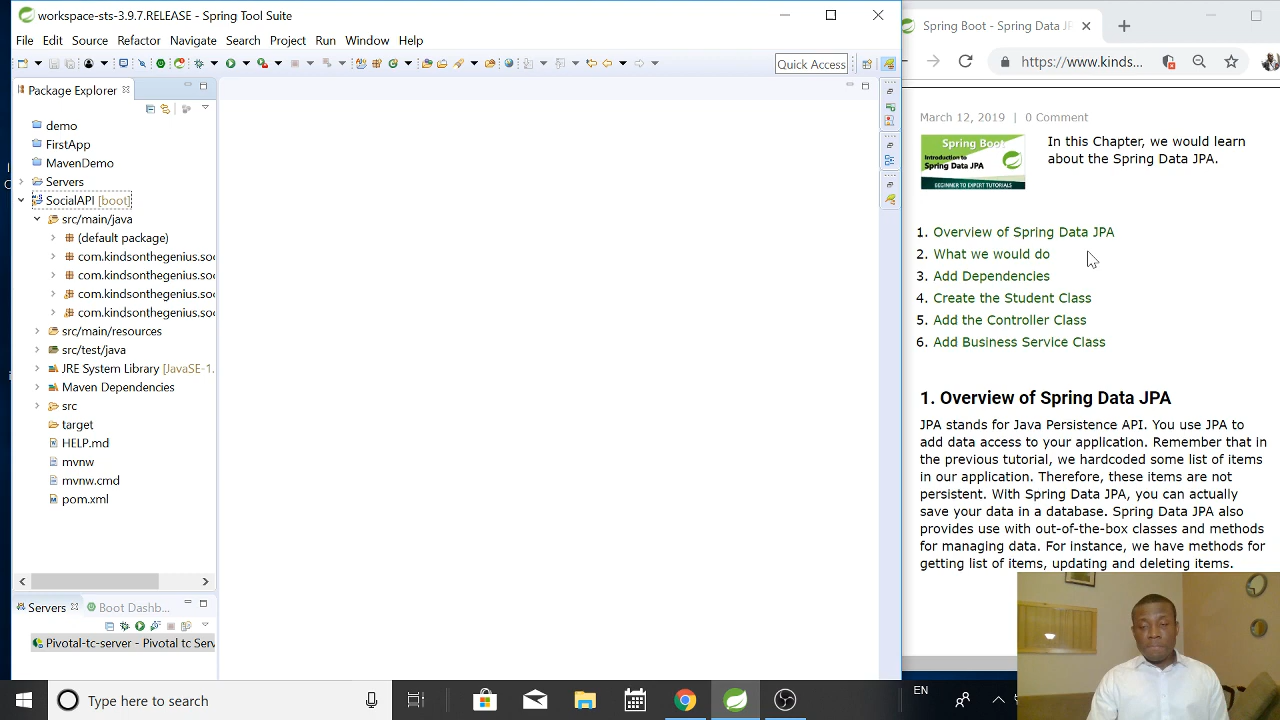 workspace-sts-3.9.7.RELEASE - Spring Tool Suite
File Edit Source Refactor Navigate Search Project Run Window Help
Quick Access
Package Explorer
demo
FirstApp
MavenDemo
Servers
SocialAPI [boot]
src/main/java
(default package)
com.kindsonthegenius.soc
com.kindsonthegenius.soc
com.kindsonthegenius.soc
com.kindsonthegenius.soc
src/main/resources
src/test/java
JRE System Library [JavaSE-1.
Maven Dependencies
src
target
HELP.md
mvnw
mvnw.cmd
pom.xml
Servers
Boot Dashb...
Pivotal-tc-server - Pivotal tc Serv
Spring Boot - Spring Data JP
https://www.kinds...
March 12, 2019 | 0 Comment
Spring Boot
Introduction to
Spring Data JPA
BEGINNER TO EXPERT TUTORIALS
In this Chapter, we would learn
about the Spring Data JPA.
1. Overview of Spring Data JPA
2. What we would do
3. Add Dependencies
4. Create the Student Class
5. Add the Controller Class
6. Add Business Service Class
1. Overview of Spring Data JPA
JPA stands for Java Persistence API. You use JPA to
add data access to your application. Remember that in
the previous tutorial, we hardcoded some list of items
in our application. Therefore, these items are not
persistent. With Spring Data JPA, you can actually
save your data in a database. Spring Data JPA also
provides use with out-of-the-box classes and methods
for managing data. For instance, we have methods for
getting list of items, updating and deleting items.
Type here to search
EN